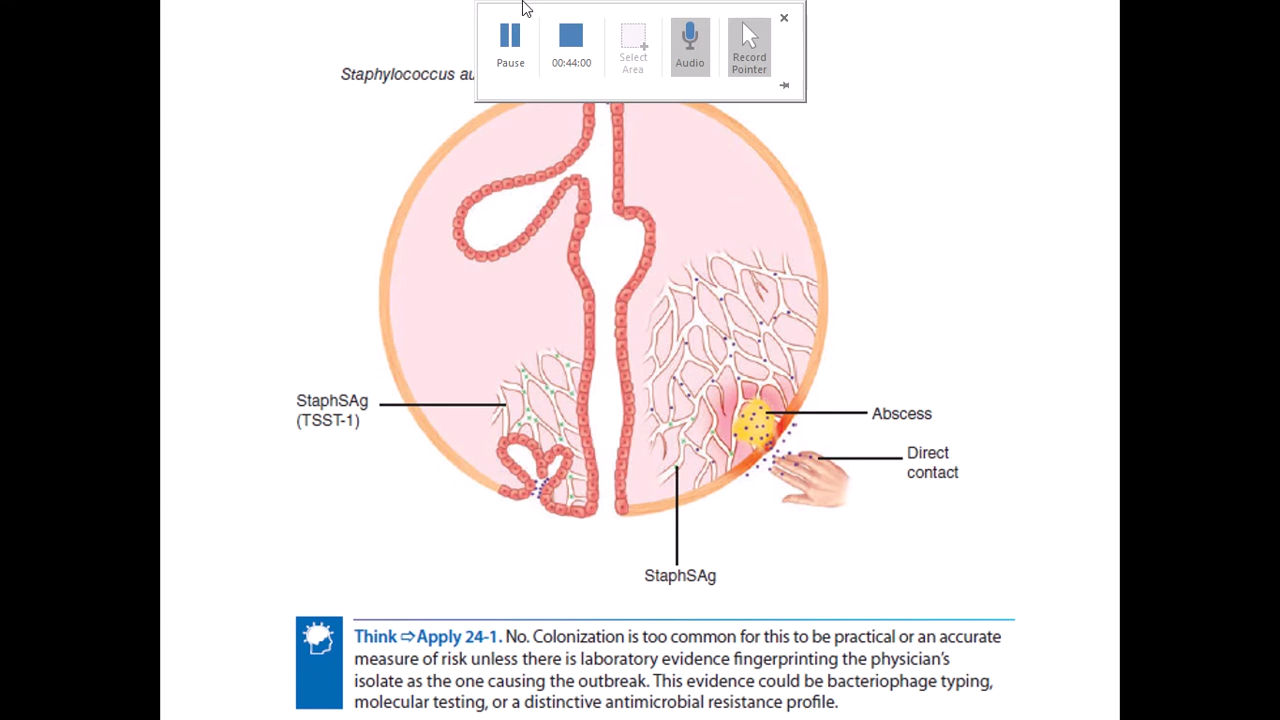 Pause
00:44:00
Select
Area
Audio
Record
Pointer
Staphylococcus
StaphSAg
(TSST-1)
Abscess
Direct
contact
StaphSAg
Think ⇨Apply 24-1. No. Colonization is too common for this to be practical or an accurate
measure of risk unless there is laboratory evidence fingerprinting the physician's
isolate as the one causing the outbreak. This evidence could be bacteriophage typing,
molecular testing, or a distinctive antimicrobial resistance profile.